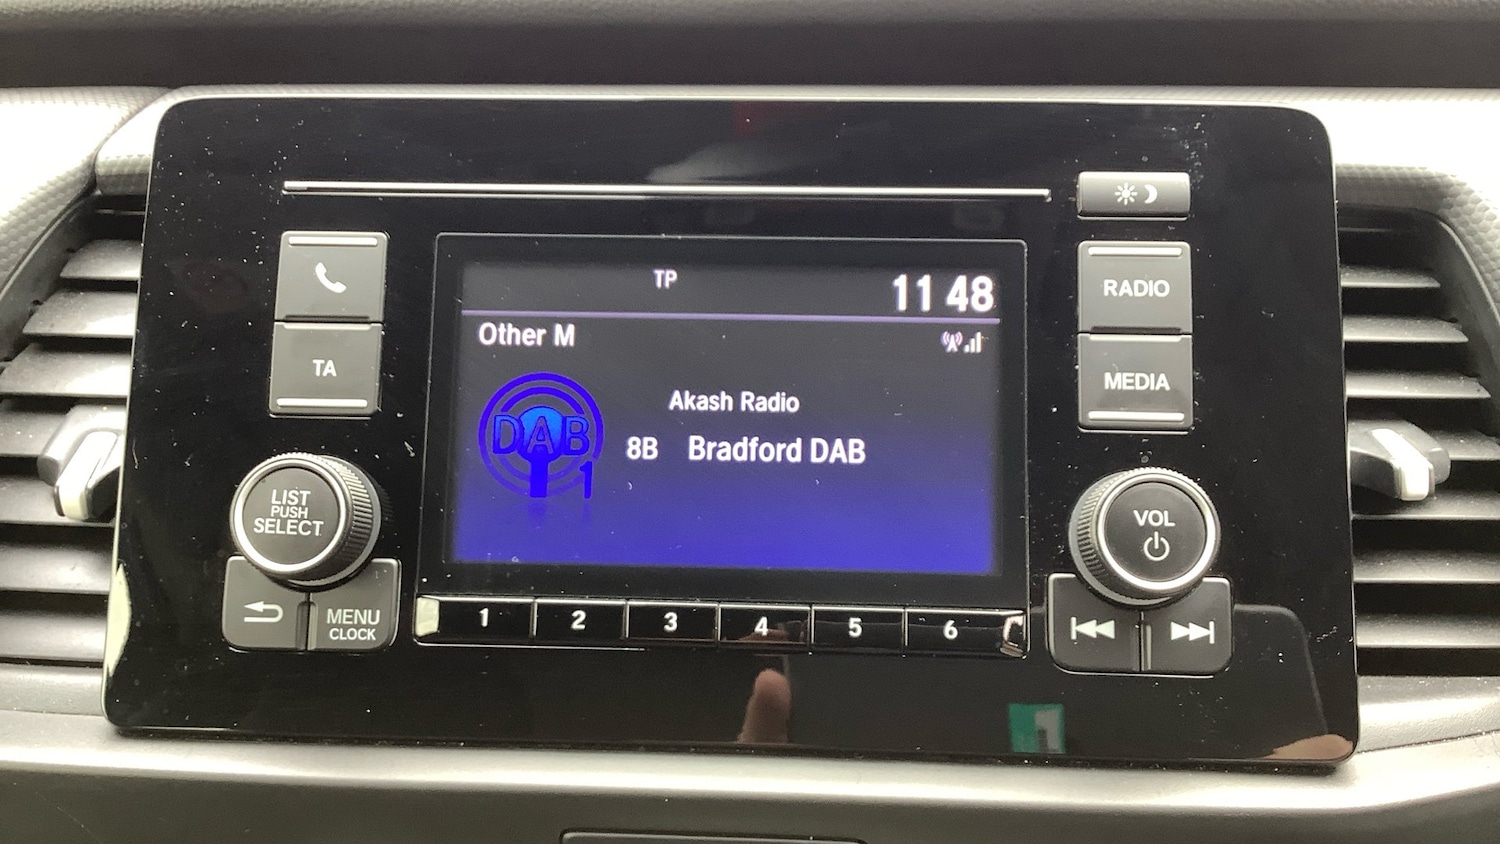 TP
11 48
Other M
DAB
1
Akash Radio
8B Bradford DAB
TA
LIST
PUSH
SELECT
MENU
CLOCK
1 2 3 4 5 6
RADIO
MEDIA
VOL
1